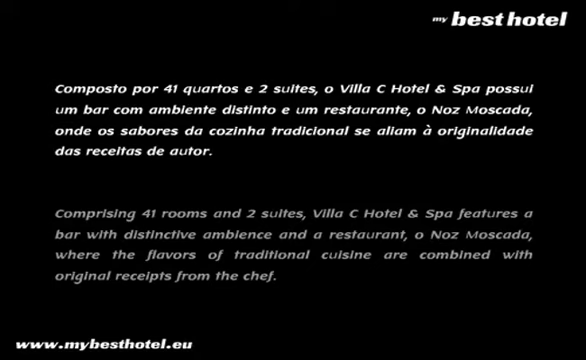 my best hotel
Composto por 41 quartos e 2 suites, o Villa C Hotel & Spa possui
um bar com ambiente distinto e um restaurante, o Noz Moscada,
onde os sabores da cozinha tradicional se aliam à originalidade
das receitas de autor.
Comprising 41 rooms and 2 suites, Villa C Hotel & Spa features a
bar with distinctive ambience and a restaurant, o Noz Moscada,
where the flavors of traditional cuisine are combined with
original receipts from the chef.
www.mybesthotel.eu